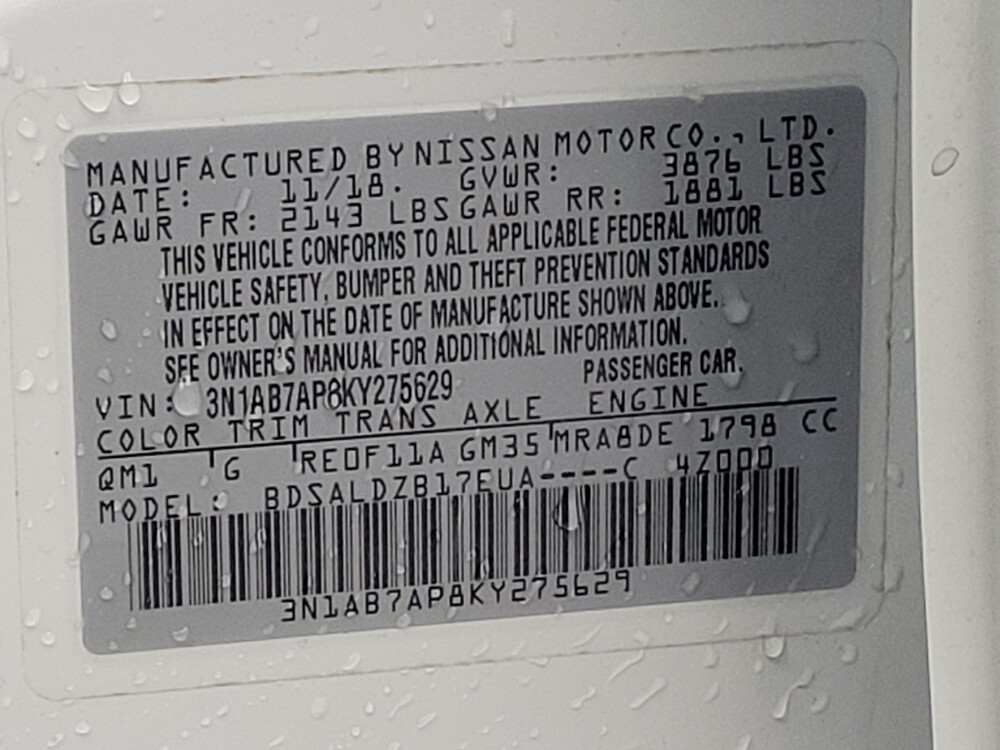 MANUFACTURED BY NISSAN MOTOR CO., LTD.
DATE: 11/18. GVWR: 3876 LBS
GAWR FR: 2143 LBS GAWR RR: 1881 LBS
THIS VEHICLE CONFORMS TO ALL APPLICABLE FEDERAL MOTOR
VEHICLE SAFETY, BUMPER AND THEFT PREVENTION STANDARDS
IN EFFECT ON THE DATE OF MANUFACTURE SHOWN ABOVE.
SEE OWNER'S MANUAL FOR ADDITIONAL INFORMATION.
VIN: 3N1AB7AP8KY275629 PASSENGER CAR.
COLOR TRIM TRANS AXLE ENGINE
QM1 G RE0F11A GM35 MRA8DE 1798 CC
MODEL: BDSALDZB17EUA----C 4Z000
3N1AB7AP8KY275629